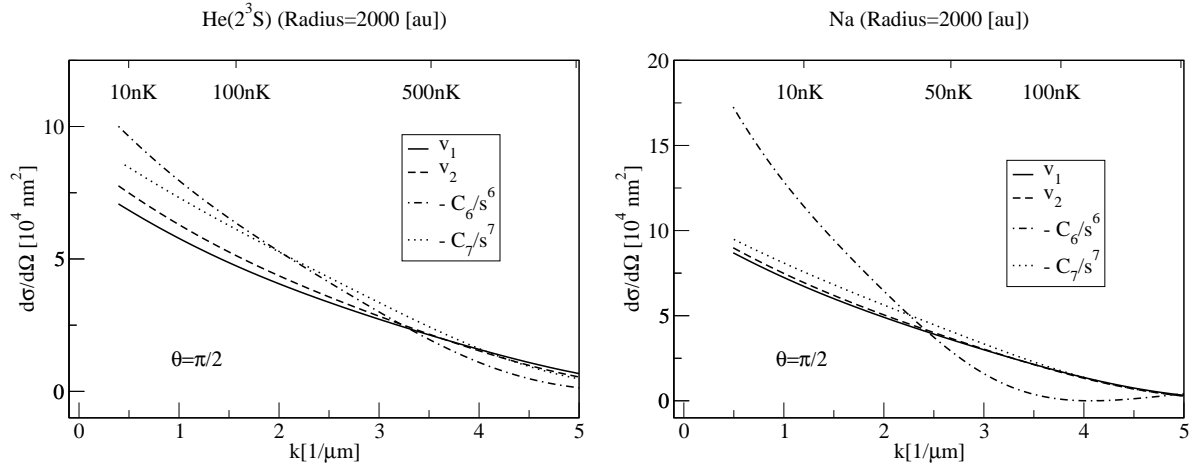 He(2³S) (Radius=2000 [au])
10nK 100nK 500nK
10
5
0
dσ/dΩ [10⁴ nm²]
v₁
v₂
- C₆/s⁶
- C₇/s⁷
θ=π/2
0 1 2 3 4 5
k[1/μm]
Na (Radius=2000 [au])
10nK 50nK 100nK
20
15
10
5
0
dσ/dΩ [10⁴ nm²]
v₁
v₂
- C₆/s⁶
- C₇/s⁷
θ=π/2
0 1 2 3 4 5
k[1/μm]